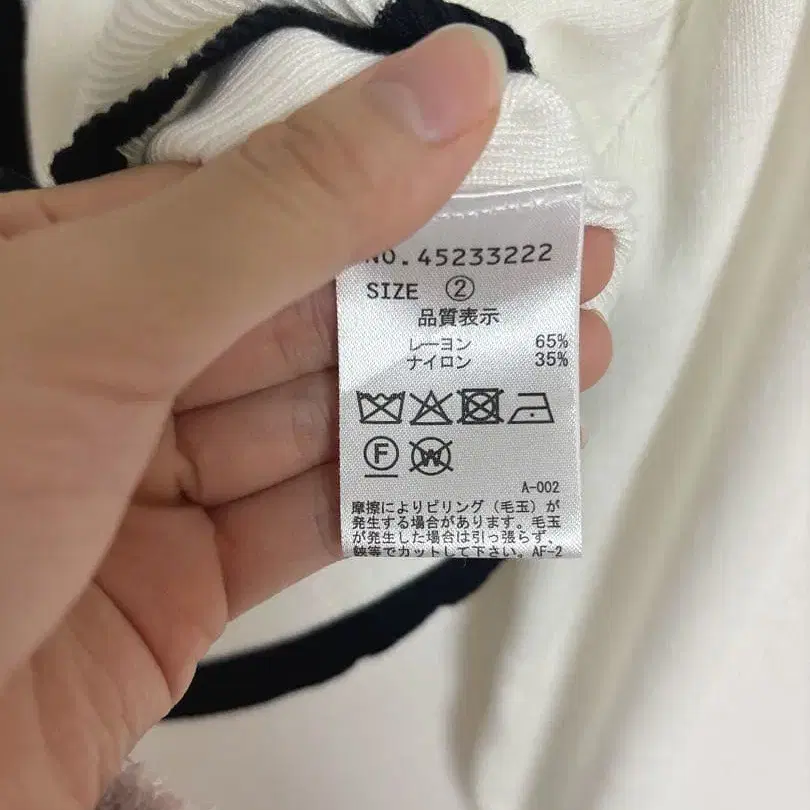 NO.45233222
SIZE ②
品質表示
レーヨン 65%
ナイロン 35%
F W
A-002
摩擦によりピリング（毛玉）が
発生する場合があります。毛玉
が発生した場合は引っ張らず、
鋏等でカットして下さい。AF-2